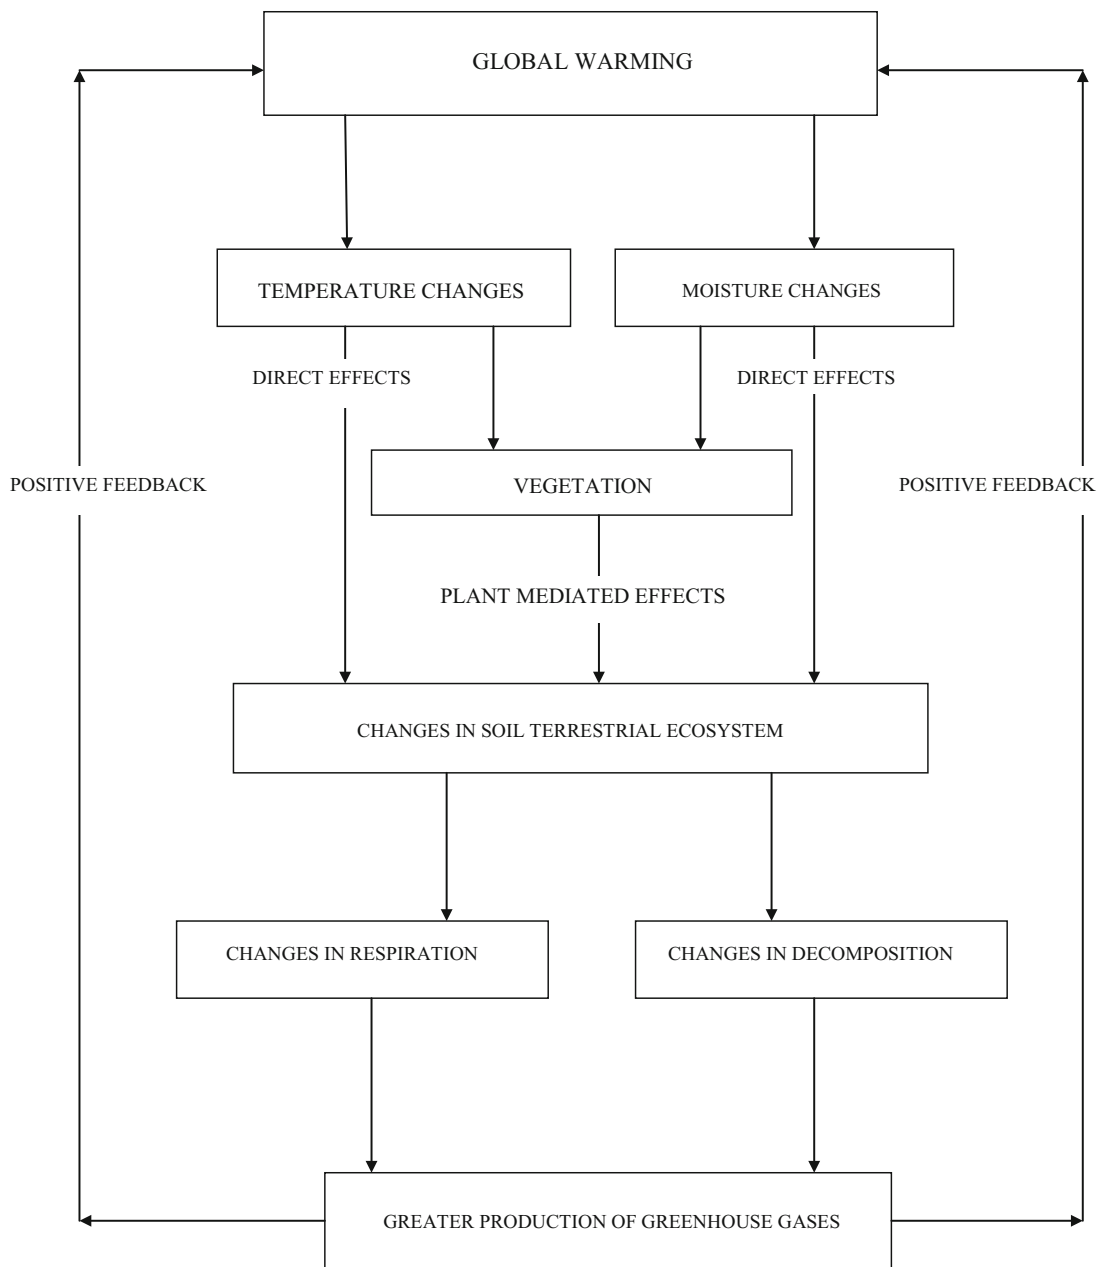 GLOBAL WARMING
TEMPERATURE CHANGES
MOISTURE CHANGES
DIRECT EFFECTS
DIRECT EFFECTS
POSITIVE FEEDBACK
VEGETATION
POSITIVE FEEDBACK
PLANT MEDIATED EFFECTS
CHANGES IN SOIL TERRESTRIAL ECOSYSTEM
CHANGES IN RESPIRATION
CHANGES IN DECOMPOSITION
GREATER PRODUCTION OF GREENHOUSE GASES